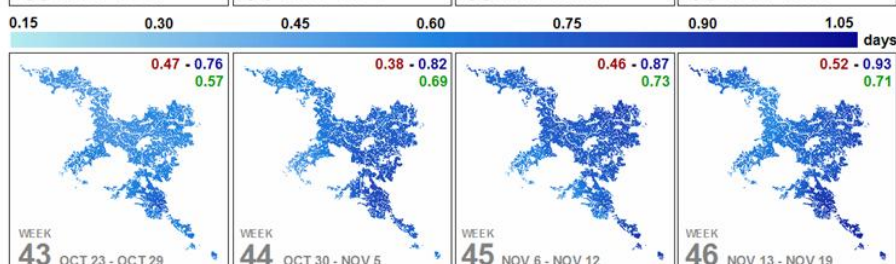 0.15 0.30 0.45 0.60 0.75 0.90 1.05
days
0.47 - 0.76
0.57
WEEK
43 OCT 23 - OCT 29
0.38 - 0.82
0.69
WEEK
44 OCT 30 - NOV 5
0.46 - 0.87
0.73
WEEK
45 NOV 6 - NOV 12
0.52 - 0.93
0.71
WEEK
46 NOV 13 - NOV 19